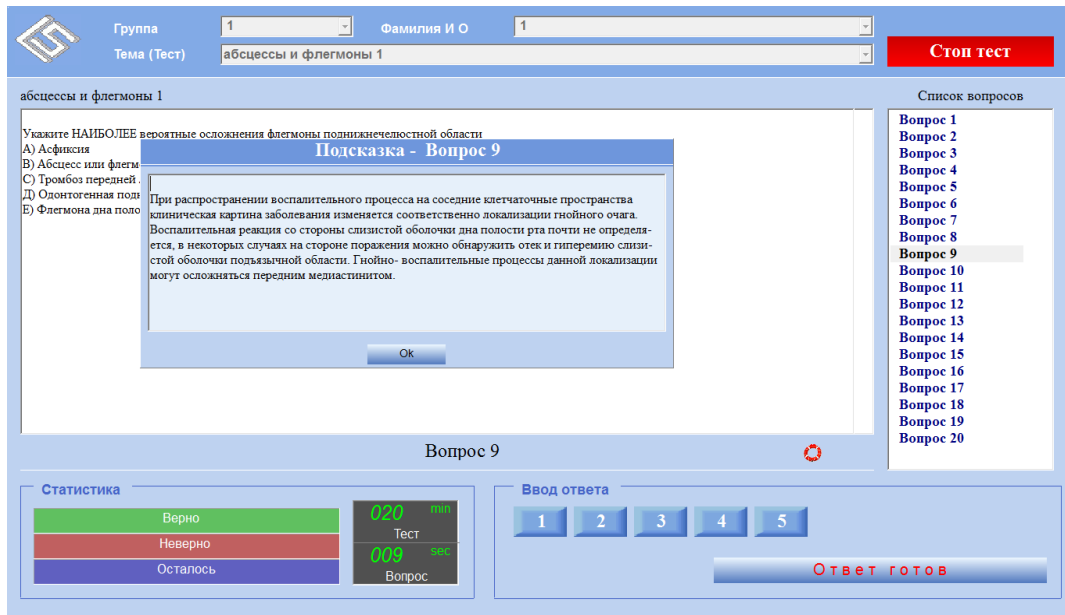 Группа
1
Фамилия И О
1
Тема (Тест)
абсцессы и флегмоны 1
Стоп тест
абсцессы и флегмоны 1
Список вопросов
Укажите НАИБОЛЕЕ вероятные осложнения флегмоны поднижнечелюстной области
А) Асфиксия
В) Абсцесс или флегм
С) Тромбоз передней
Д) Одонтогенная под
Е) Флегмона дна поло
Подсказка - Вопрос 9
При распространении воспалительного процесса на соседние клетчаточные пространства
клиническая картина заболевания изменяется соответственно локализации гнойного очага.
Воспалительная реакция со стороны слизистой оболочки дна полости рта почти не определя-
ется, в некоторых случаях на стороне поражения можно обнаружить отек и гиперемию слизи-
стой оболочки подъязычной области. Гнойно- воспалительные процессы данной локализации
могут осложняться передним медиастинитом.
Ok
Вопрос 1
Вопрос 2
Вопрос 3
Вопрос 4
Вопрос 5
Вопрос 6
Вопрос 7
Вопрос 8
Вопрос 9
Вопрос 10
Вопрос 11
Вопрос 12
Вопрос 13
Вопрос 14
Вопрос 15
Вопрос 16
Вопрос 17
Вопрос 18
Вопрос 19
Вопрос 20
Вопрос 9
Статистика
Верно
Неверно
Осталось
020 min
Тест
009 sec
Вопрос
Ввод ответа
1 2 3 4 5
Ответ готов